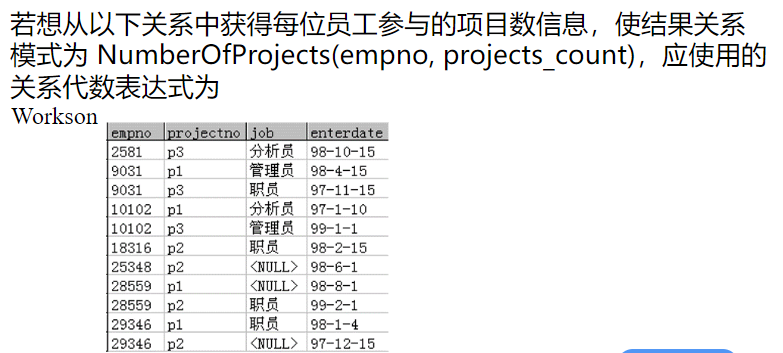 若想从以下关系中获得每位员工参与的项目数信息，使结果关系
模式为 NumberOfProjects(empno, projects_count)，应使用的
关系代数表达式为
Workson
empno projectno job enterdate
2581 p3 分析员 98-10-15
9031 p1 管理员 98-4-15
9031 p3 职员 97-11-15
10102 p1 分析员 97-1-10
10102 p3 管理员 99-1-1
18316 p2 职员 98-2-15
25348 p2 <NULL> 98-6-1
28559 p1 <NULL> 98-8-1
28559 p2 职员 99-2-1
29346 p1 职员 98-1-4
29346 p2 <NULL> 97-12-15